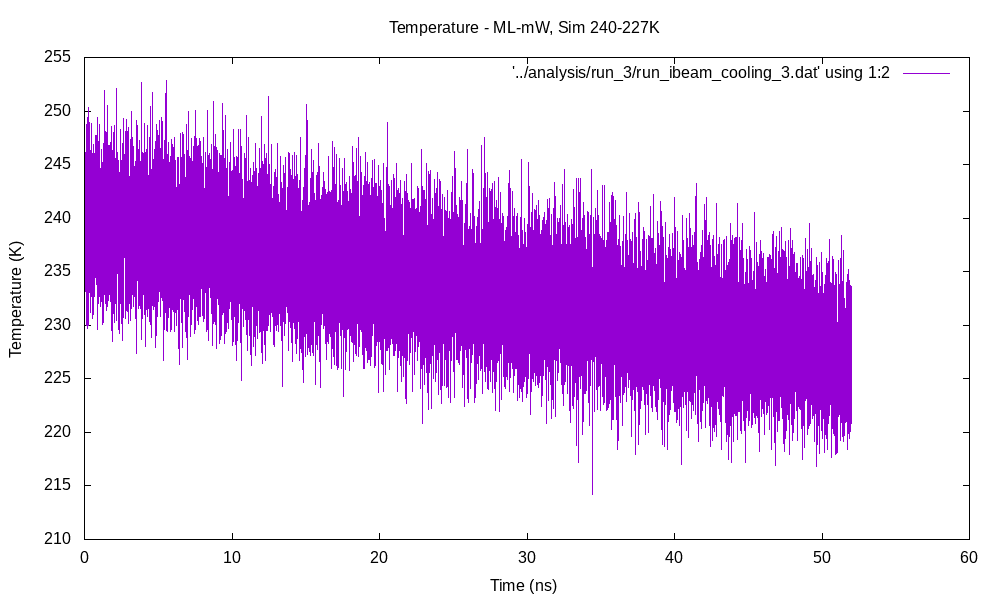 Temperature - ML-mW, Sim 240-227K
'../analysis/run_3/run_ibeam_cooling_3.dat' using 1:2
Temperature (K)
255
250
245
240
235
230
225
220
215
210
0 10 20 30 40 50 60
Time (ns)